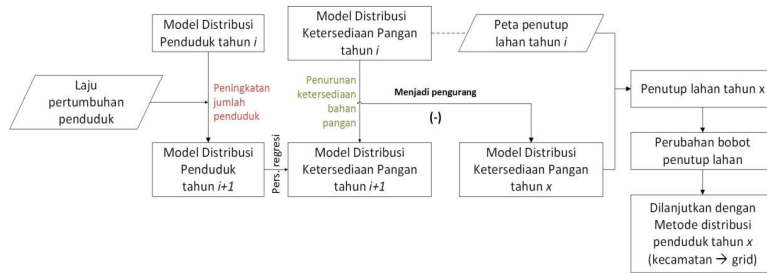 Model Distribusi
Penduduk tahun i
Model Distribusi
Ketersediaan Pangan
tahun i
Peta penutup
lahan tahun i
Laju
pertumbuhan
penduduk
Peningkatan
jumlah
penduduk
Penurunan
ketersediaan
bahan
pangan
Menjadi pengurang
(-)
Penutup lahan tahun x
Model Distribusi
Penduduk
tahun i+1
Pers. regresi
Model Distribusi
Ketersediaan Pangan
tahun i+1
Model Distribusi
Ketersediaan Pangan
tahun x
Perubahan bobot
penutup lahan
Dilanjutkan dengan
Metode distribusi
penduduk tahun x
(kecamatan → grid)